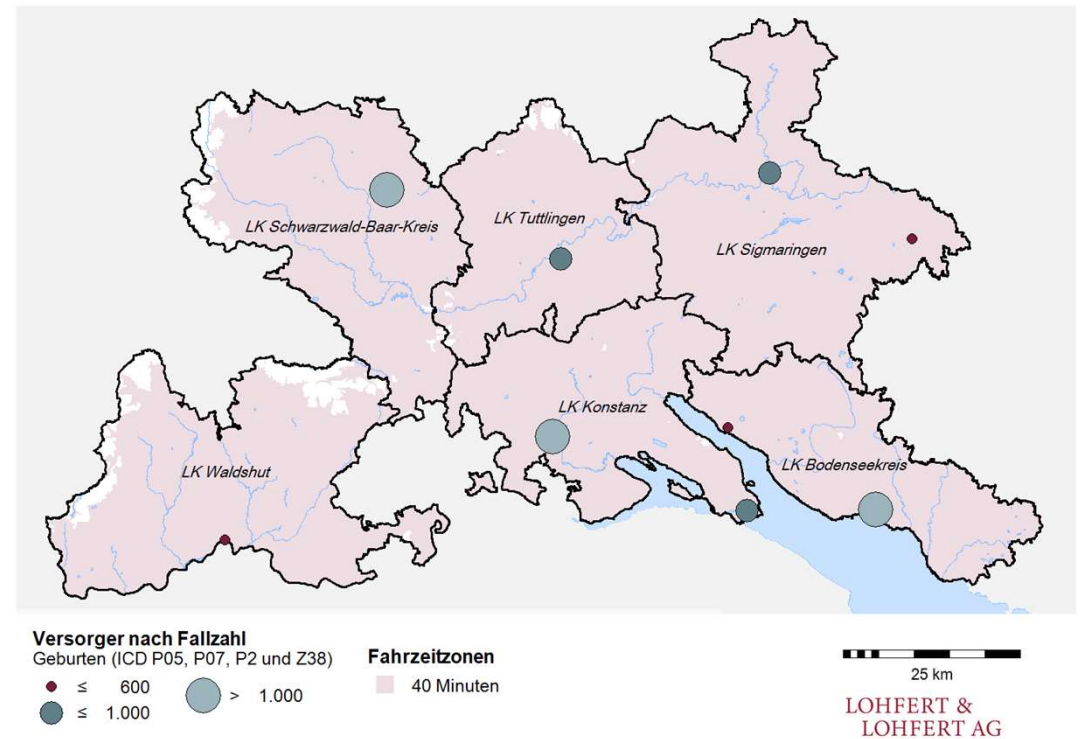 LK Schwarzwald-Baar-Kreis
LK Tuttlingen
LK Sigmaringen
LK Konstanz
LK Waldshut
LK Bodenseekreis
Versorger nach Fallzahl
Geburten (ICD P05, P07, P2 und Z38)
≤ 600
≤ 1.000
> 1.000
Fahrzeitzonen
40 Minuten
25 km
LOHFERT &
LOHFERT AG